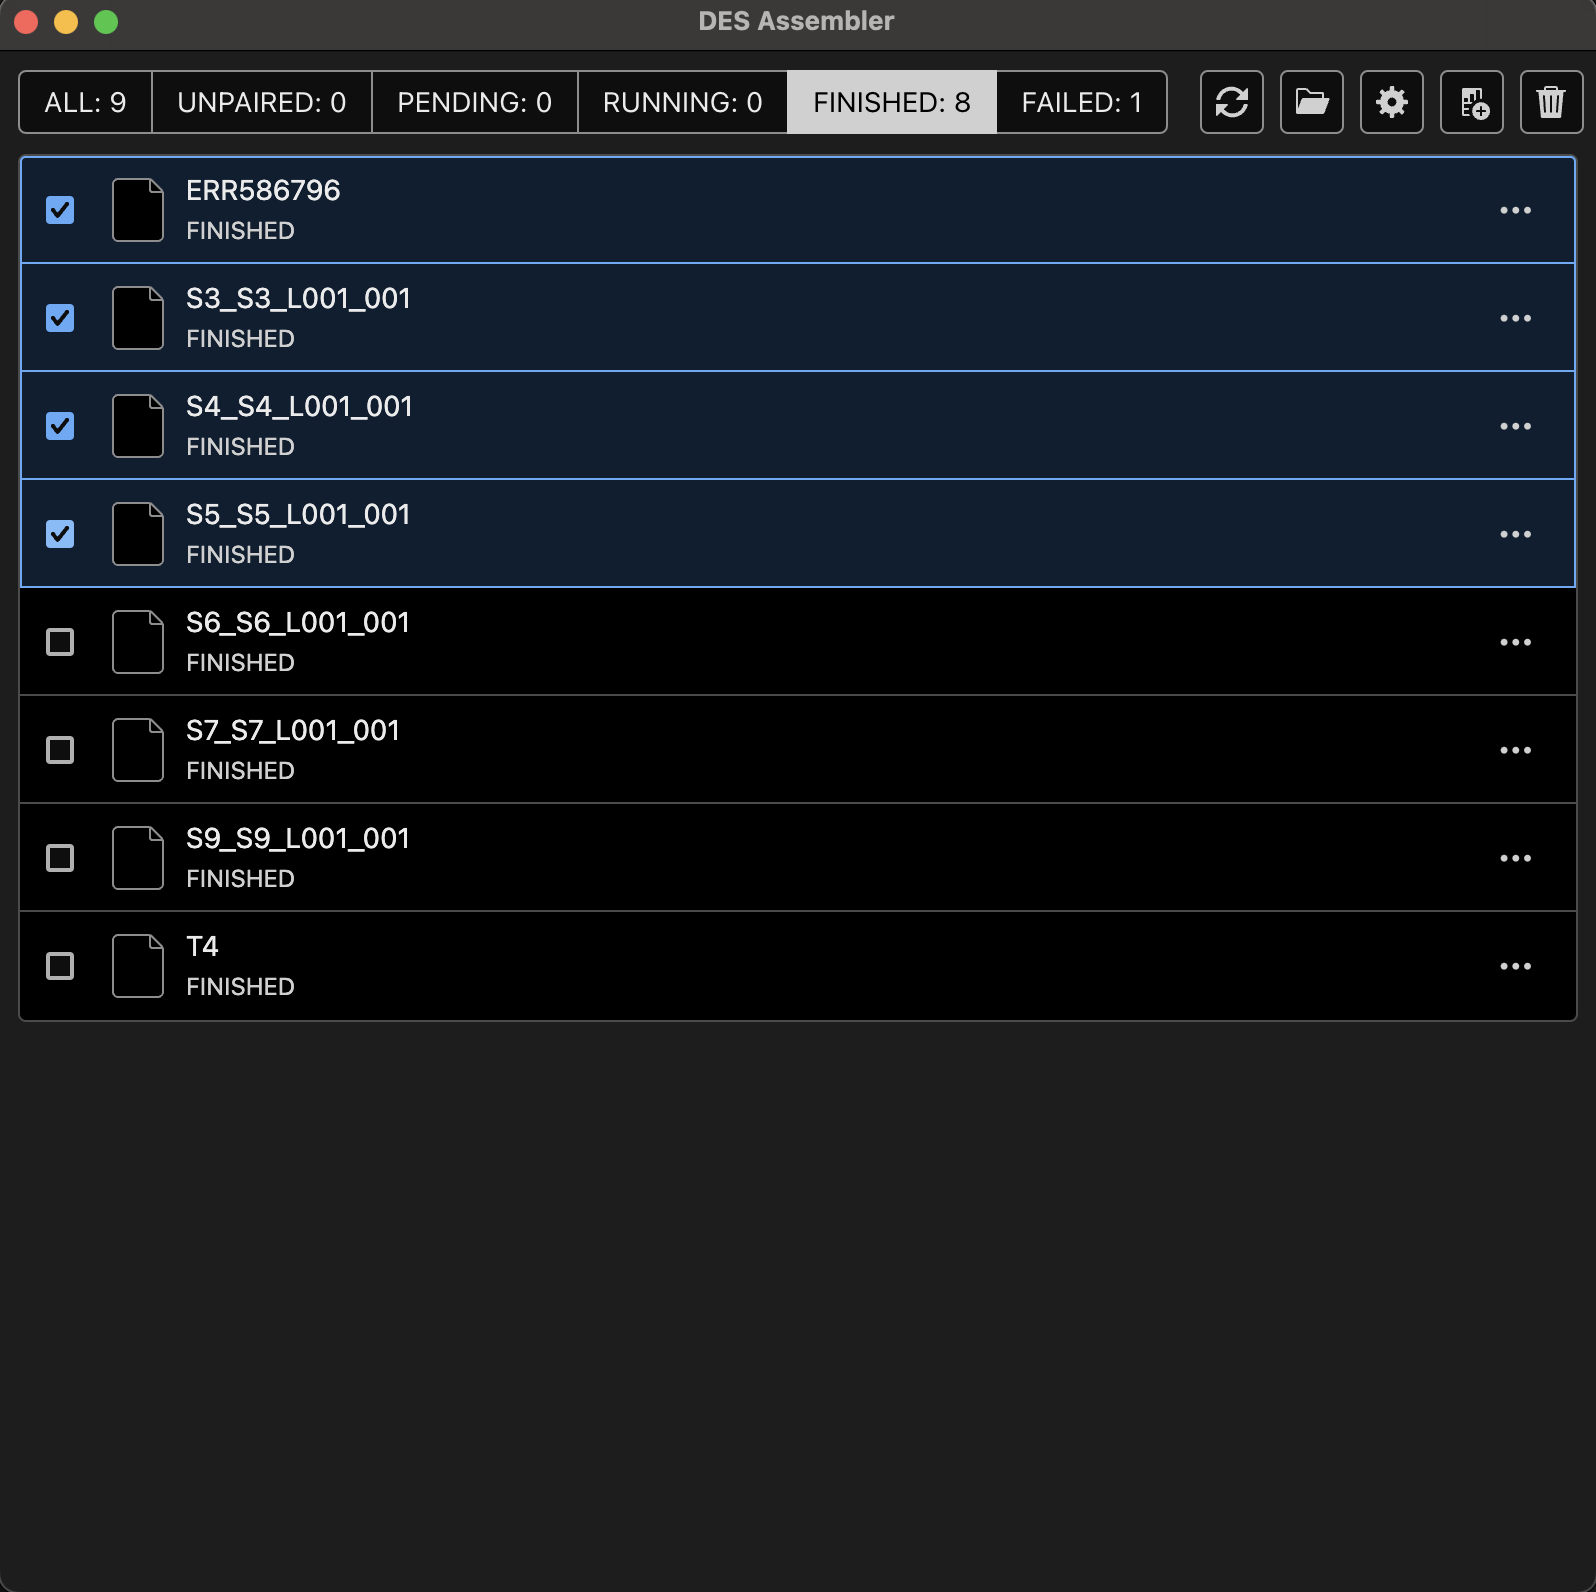 DES Assembler
ALL: 9 UNPAIRED: 0 PENDING: 0 RUNNING: 0 FINISHED: 8 FAILED: 1
ERR586796
FINISHED
S3_S3_L001_001
FINISHED
S4_S4_L001_001
FINISHED
S5_S5_L001_001
FINISHED
S6_S6_L001_001
FINISHED
S7_S7_L001_001
FINISHED
S9_S9_L001_001
FINISHED
T4
FINISHED